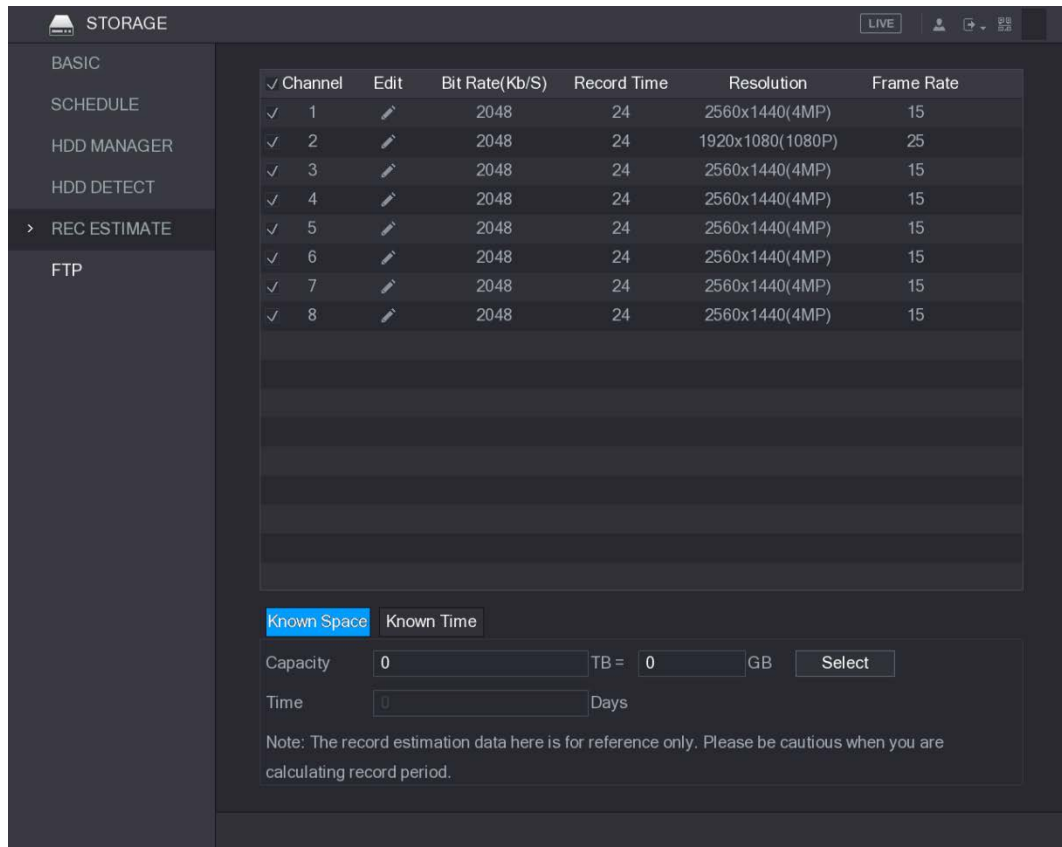 STORAGE LIVE
BASIC
SCHEDULE
HDD MANAGER
HDD DETECT
REC ESTIMATE
FTP
Channel Edit Bit Rate(Kb/S) Record Time Resolution Frame Rate
1 2048 24 2560x1440(4MP) 15
2 2048 24 1920x1080(1080P) 25
3 2048 24 2560x1440(4MP) 15
4 2048 24 2560x1440(4MP) 15
5 2048 24 2560x1440(4MP) 15
6 2048 24 2560x1440(4MP) 15
7 2048 24 2560x1440(4MP) 15
8 2048 24 2560x1440(4MP) 15
Known Space Known Time
Capacity 0 TB = 0 GB Select
Time 0 Days
Note: The record estimation data here is for reference only. Please be cautious when you are
calculating record period.